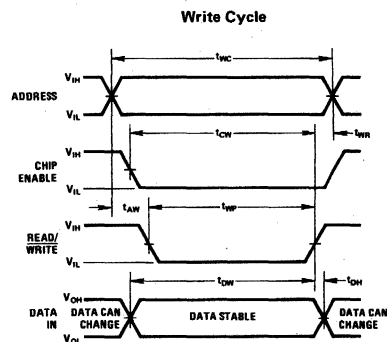 Write Cycle
tWC
VIH
ADDRESS
VIL
tCW
tWR
VIH
CHIP
ENABLE
VIL
tAW
tWP
VIH
READ/
WRITE
VIL
tDW
tDH
VOH
DATA
IN
DATA CAN
CHANGE
DATA STABLE
DATA CAN
CHANGE
VOL